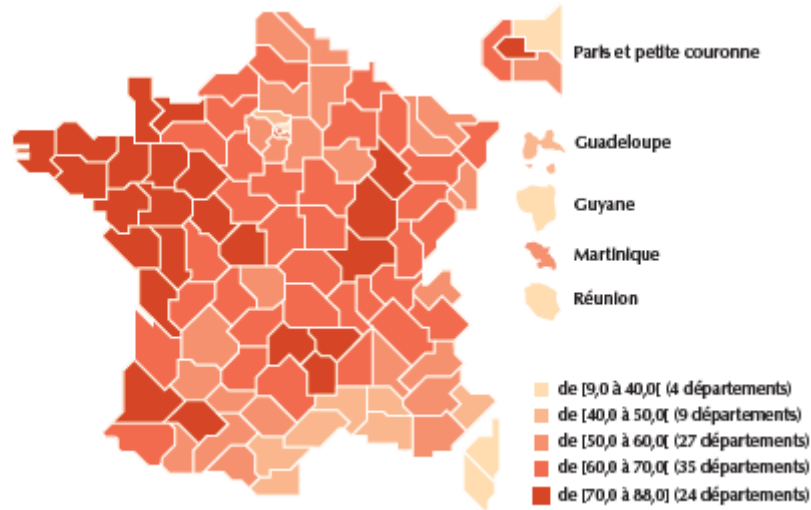 Paris et petite couronne
Guadeloupe
Guyane
Martinique
Réunion
de [9,0 à 40,0[ (4 départements)
de [40,0 à 50,0[ (9 départements)
de [50,0 à 60,0[ (27 départements)
de [60,0 à 70,0[ (35 départements)
de [70,0 à 88,0] (24 départements)